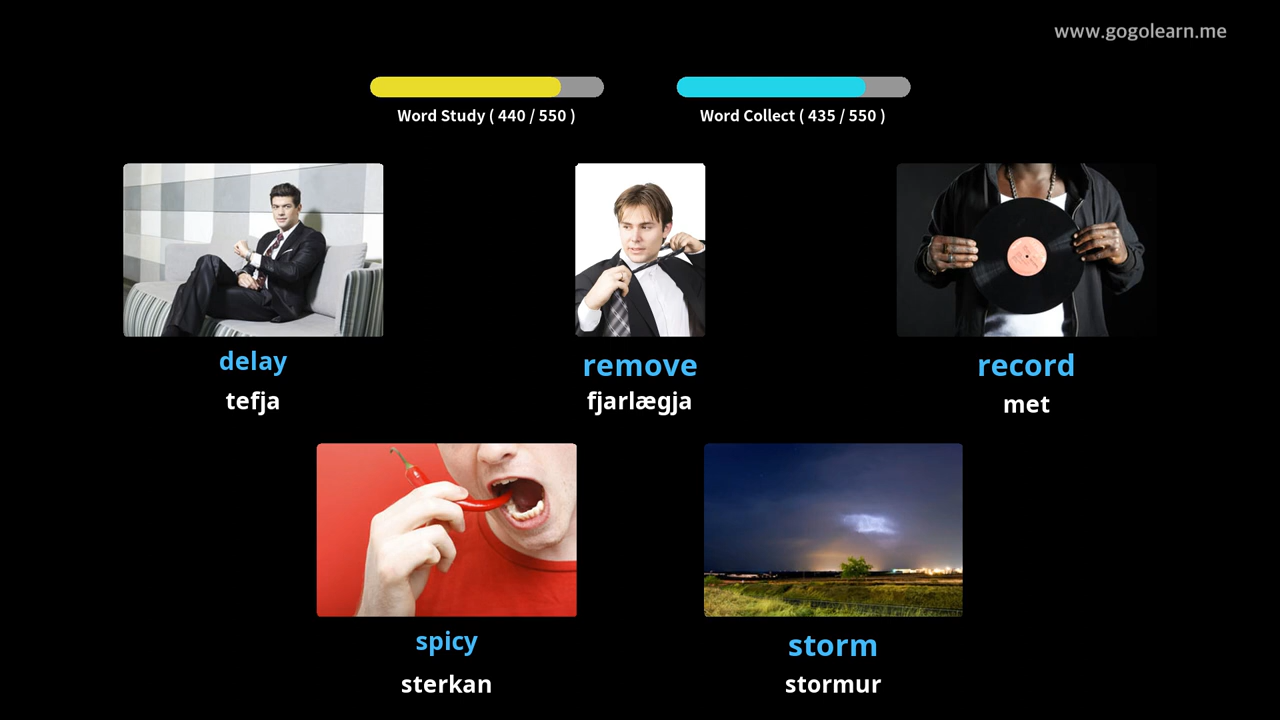 www.gogolearn.me
Word Study ( 440 / 550 )
Word Collect ( 435 / 550 )
delay
tefja
remove
fjarlægja
record
met
spicy
sterkan
storm
stormur